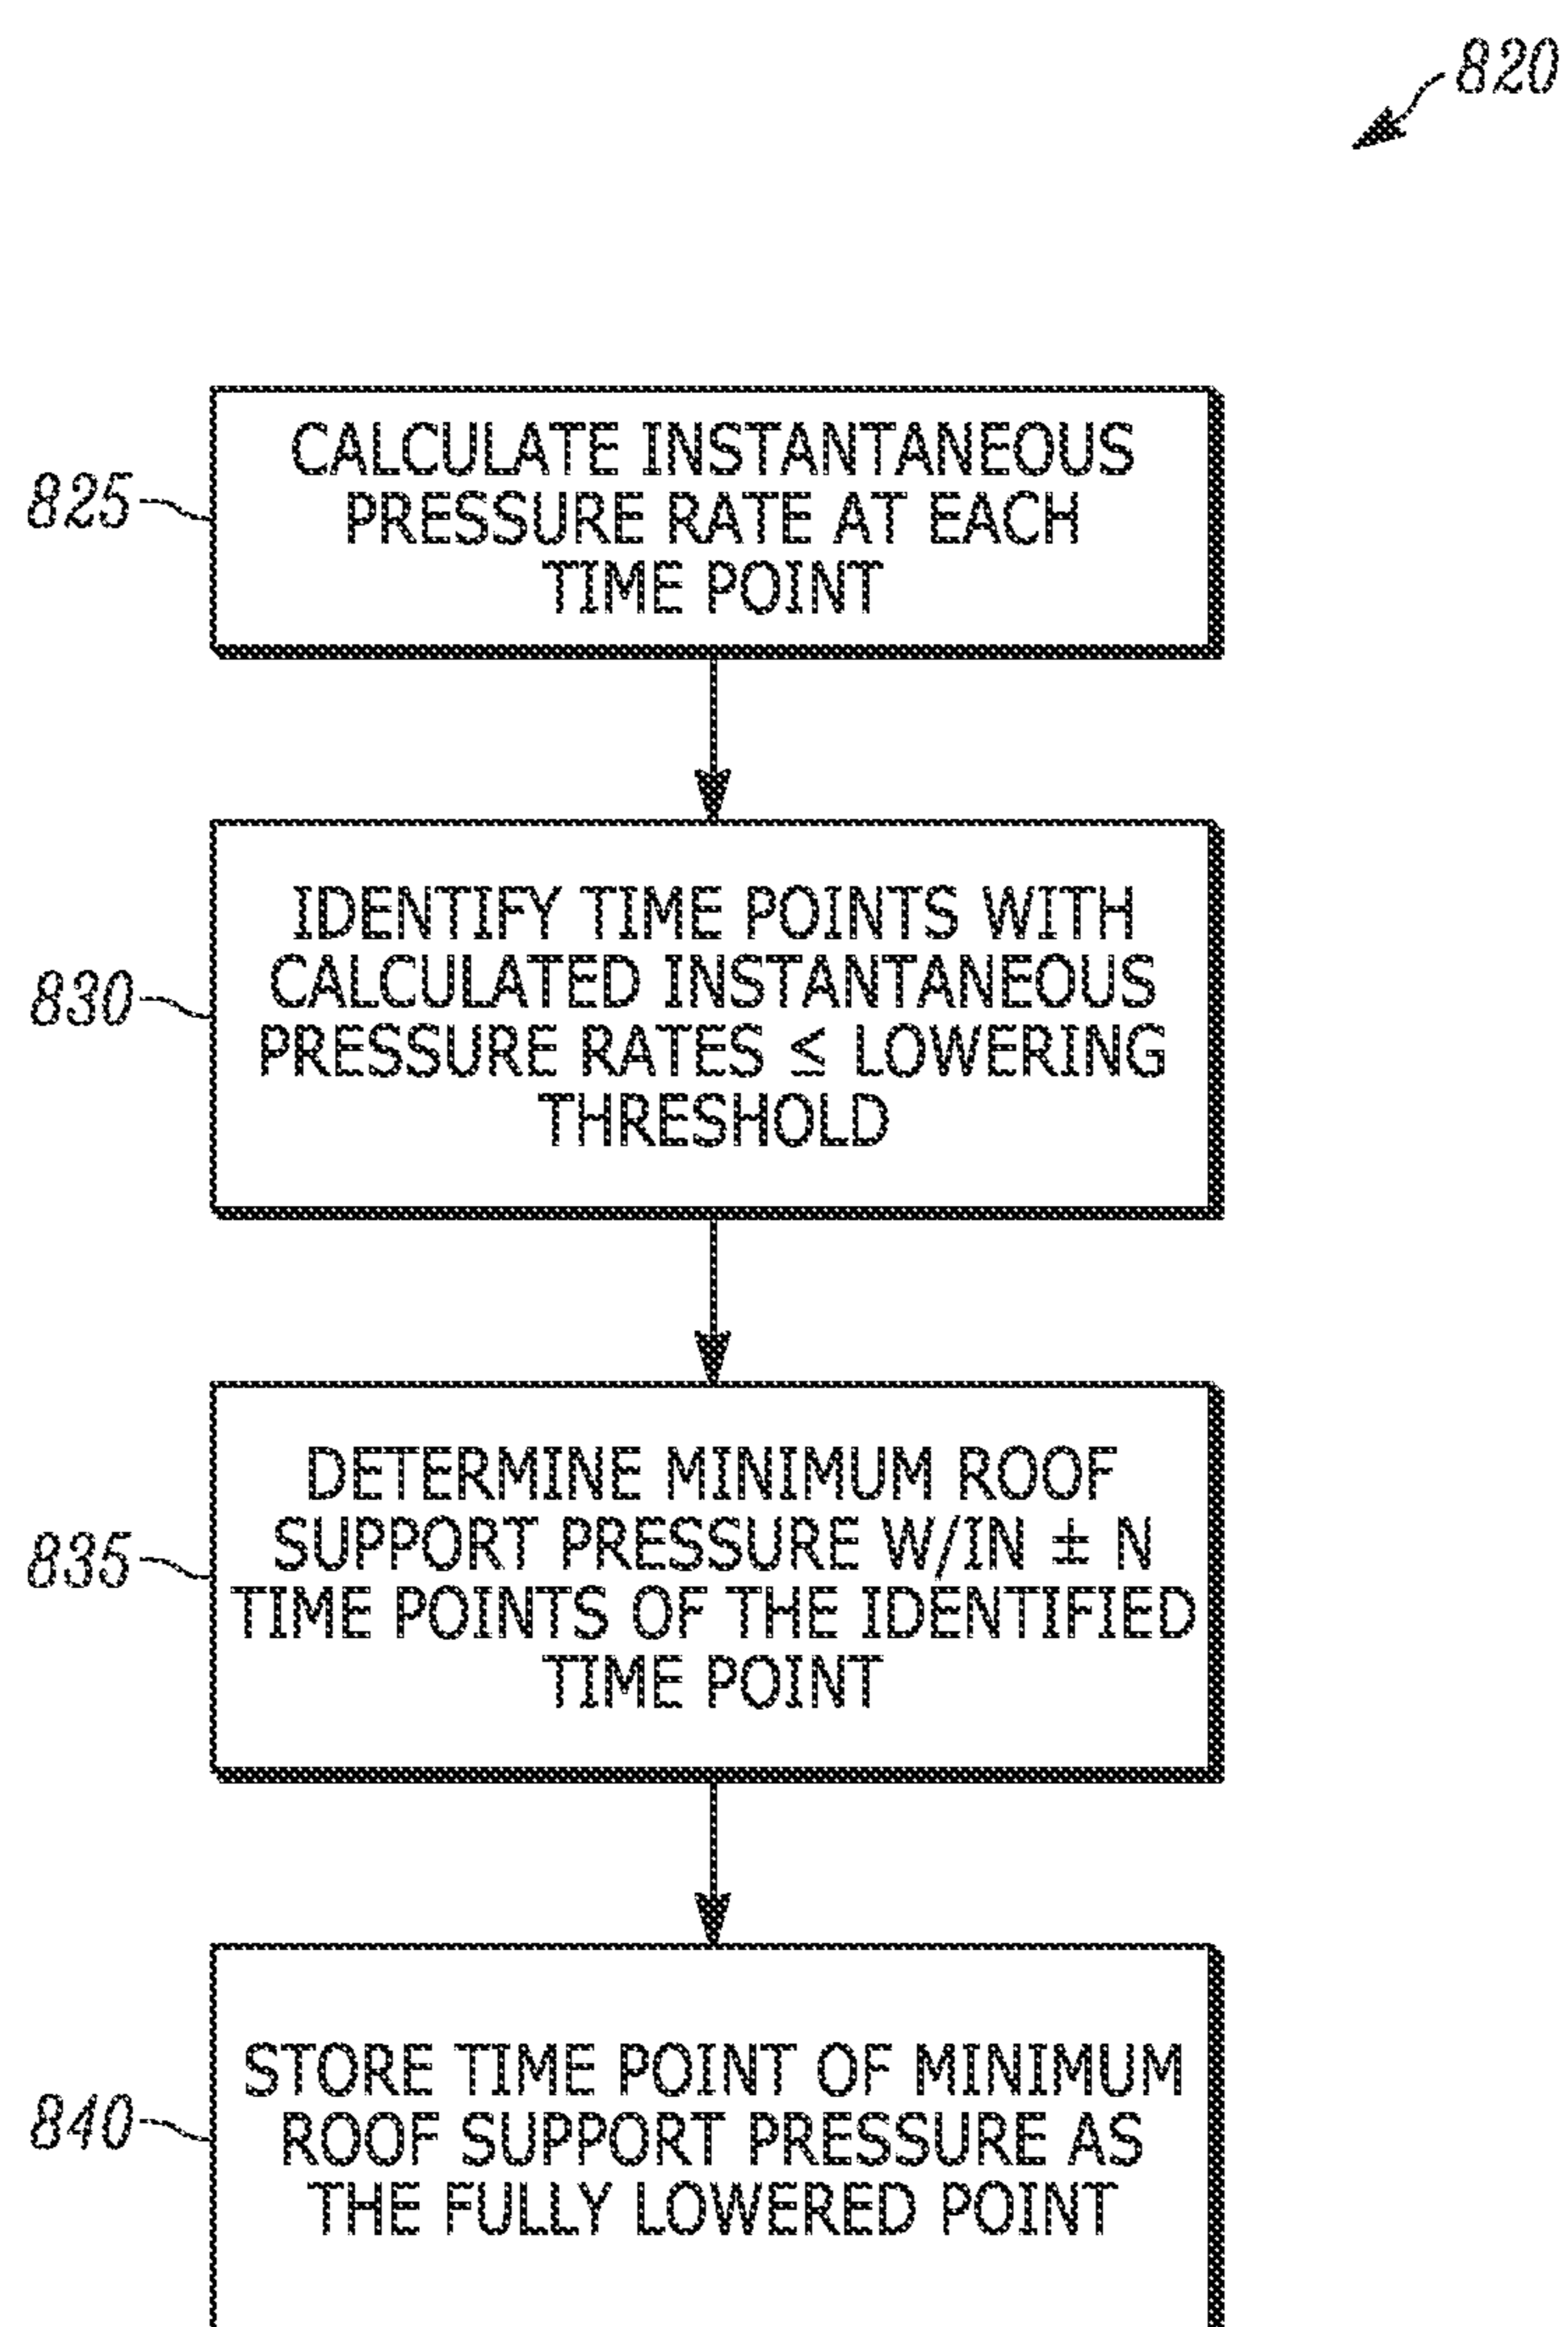 820
825
CALCULATE INSTANTANEOUS
PRESSURE RATE AT EACH
TIME POINT
830
IDENTIFY TIME POINTS WITH
CALCULATED INSTANTANEOUS
PRESSURE RATES ≤ LOWERING
THRESHOLD
835
DETERMINE MINIMUM ROOF
SUPPORT PRESSURE W/IN ± N
TIME POINTS OF THE IDENTIFIED
TIME POINT
840
STORE TIME POINT OF MINIMUM
ROOF SUPPORT PRESSURE AS
THE FULLY LOWERED POINT